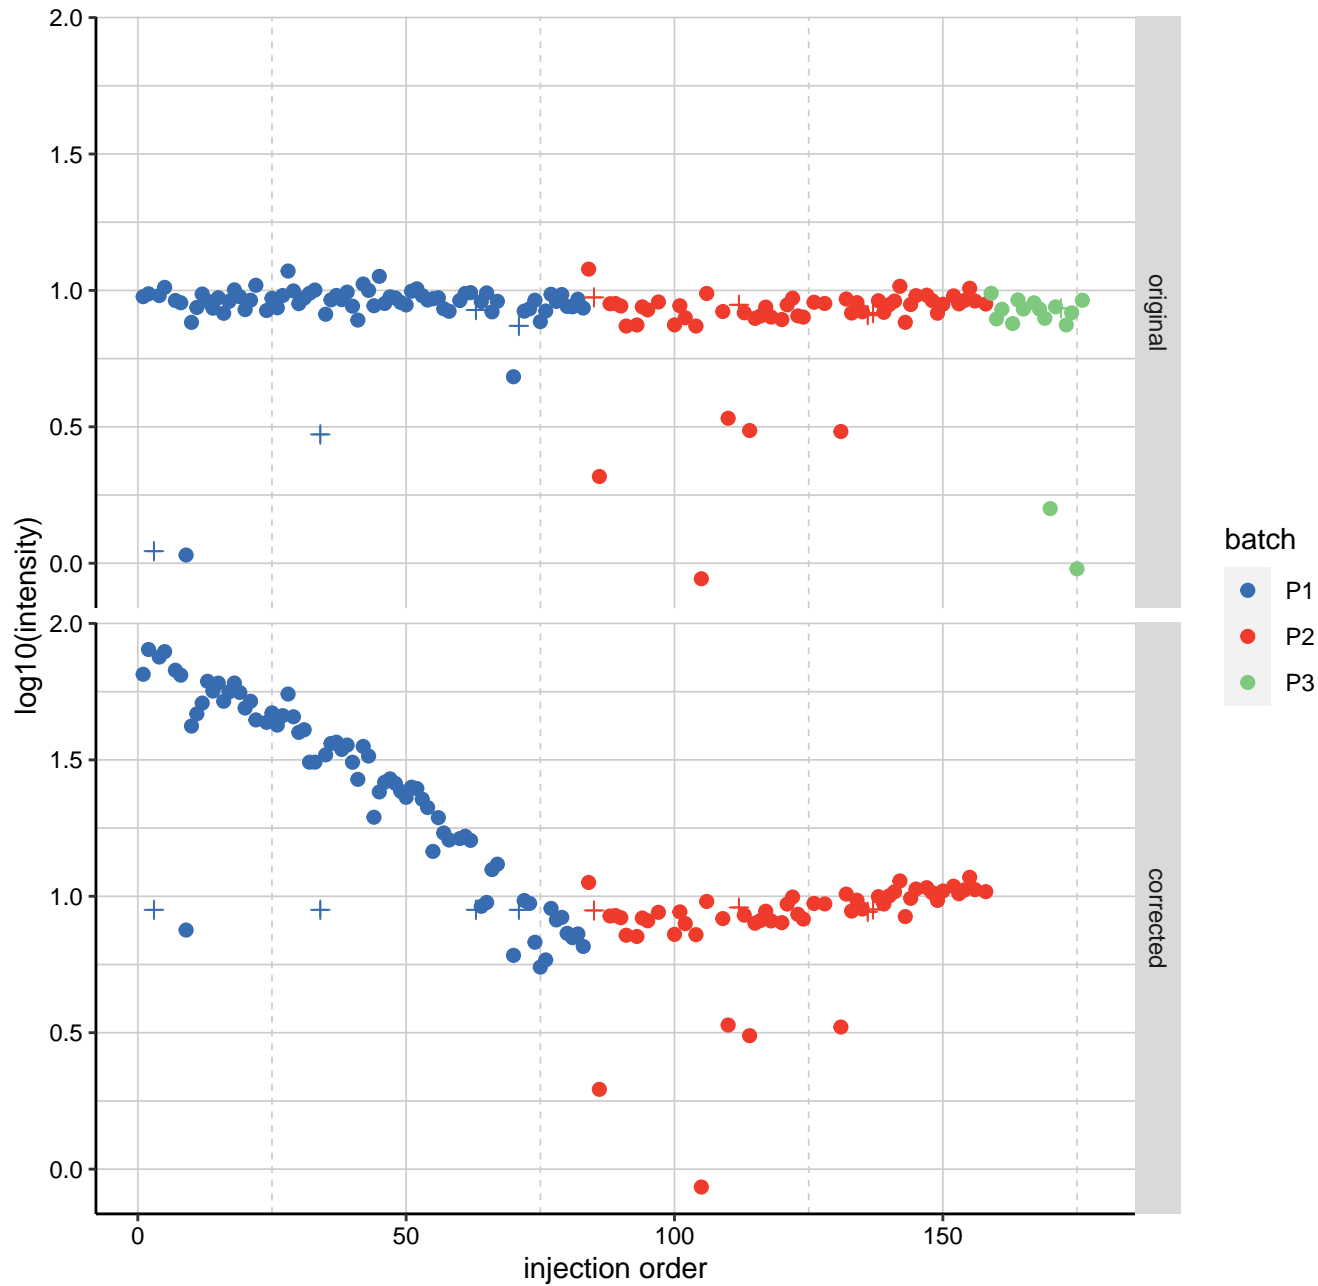 2.0
1.5
1.0
0.5
0.0
original
2.0
1.5
1.0
0.5
0.0
corrected
log10(intensity)
0 50 100 150
injection order
batch
P1
P2
P3